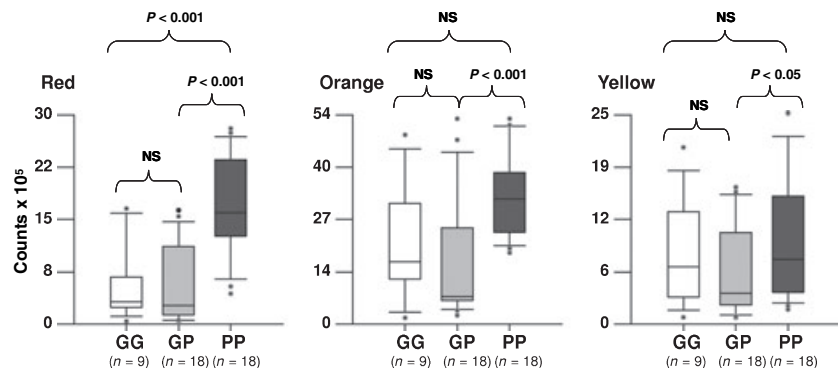 P < 0.001
NS
NS
Red
P < 0.001
Orange
NS
P < 0.001
Yellow
P < 0.05
NS
NS
Counts x 10⁵
30
22
15
8
0
54
40
27
14
0
25
19
12
6
0
GG
GP
PP
(n = 9)
(n = 18)
(n = 18)
GG
GP
PP
(n = 9)
(n = 18)
(n = 18)
GG
GP
PP
(n = 9)
(n = 18)
(n = 18)